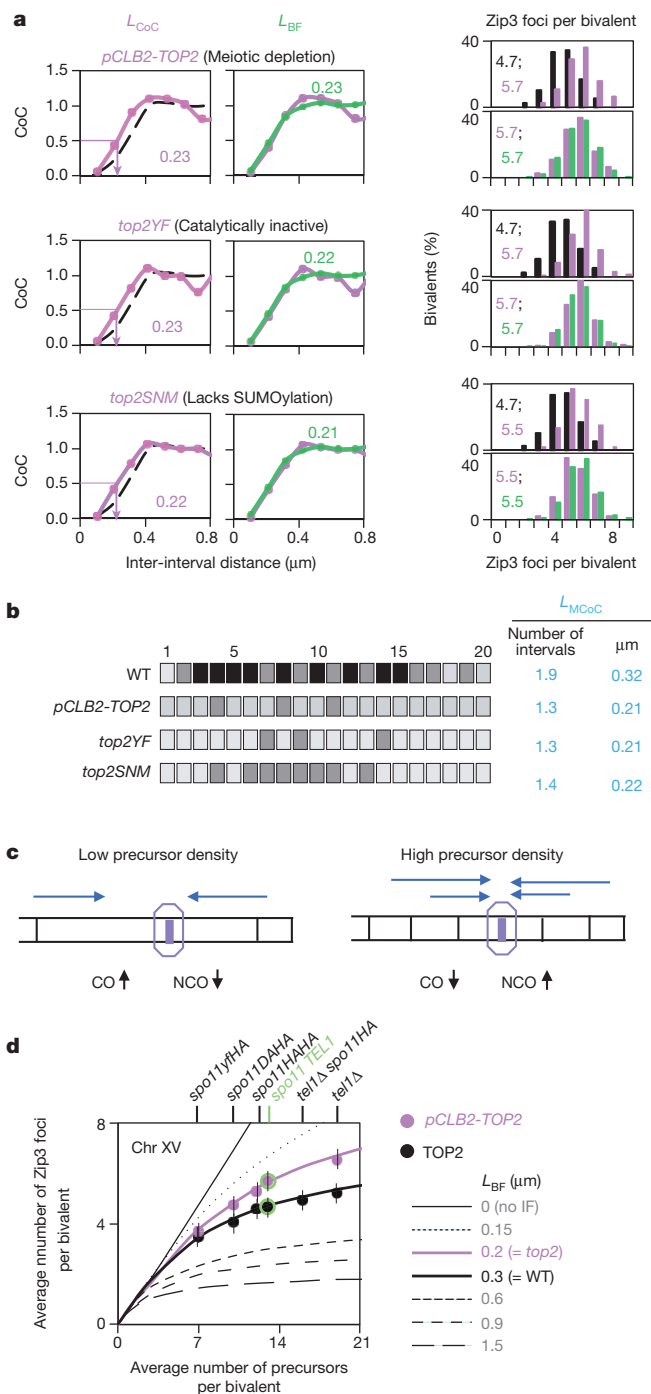 a
L_CoC L_BF Zip3 foci per bivalent
pCLB2-TOP2 (Meiotic depletion)
CoC
1.5
1.0
0.5
0.0
0.23
0.23
40
0
40
0
4.7;
5.7
5.7;
5.7
top2YF (Catalytically inactive)
CoC
1.5
1.0
0.5
0.0
0.23
0.22
Bivalents (%)
40
0
40
0
4.7;
5.7
5.7;
5.7
top2SNM (Lacks SUMOylation)
CoC
1.5
1.0
0.5
0.0
0.22
0.21
40
0
40
0
4.7;
5.5
5.5;
5.5
0 0.4 0.8 0 0.4 0.8
Inter-interval distance (μm)
0 4 8
Zip3 foci per bivalent
b
L_MCoC
1 5 10 15 20
Number of intervals
μm
WT 1.9 0.32
pCLB2-TOP2 1.3 0.21
top2YF 1.3 0.21
top2SNM 1.4 0.22
c
Low precursor density High precursor density
CO NCO CO NCO
d
spo11yfHA
spo11DAHA
spo11HAHA
spo11 TEL1
tel1Δ spo11HA
tel1Δ
Chr XV
8
4
0
Average nnumber of Zip3 foci
per bivalent
0 7 14 21
Average number of precursors
per bivalent
pCLB2-TOP2
TOP2
L_BF (μm)
0 (no IF)
0.15
0.2 (= top2)
0.3 (= WT)
0.6
0.9
1.5